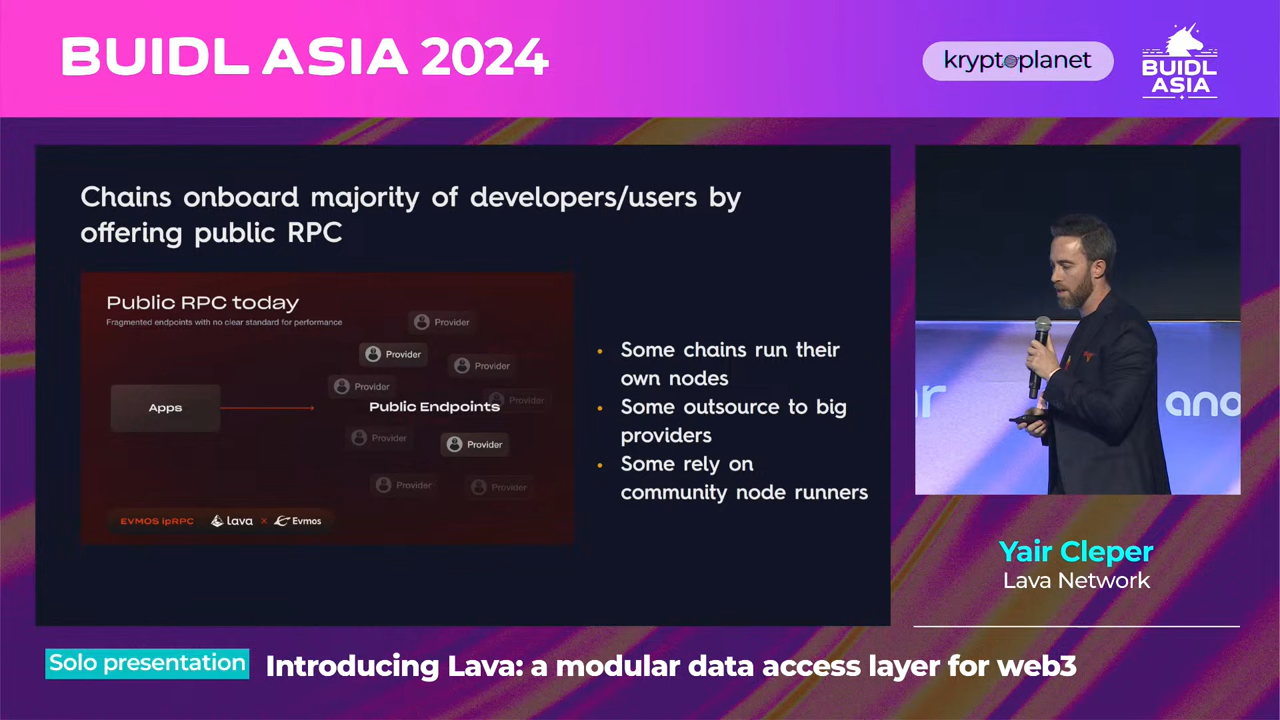 BUIDL ASIA 2024
kryptoplanet
BUIDL
ASIA
Chains onboard majority of developers/users by
offering public RPC
Public RPC today
Fragmented endpoints with no clear standard for performance
Provider
Provider
Provider
Provider
Provider
Apps
Public Endpoints
Provider
Provider
Provider
Provider
EVMOS ipRPC
lava x Evmos
• Some chains run their
own nodes
• Some outsource to big
providers
• Some rely on
community node runners
ar
ano
Yair Cleper
Lava Network
Solo presentation
Introducing Lava: a modular data access layer for web3